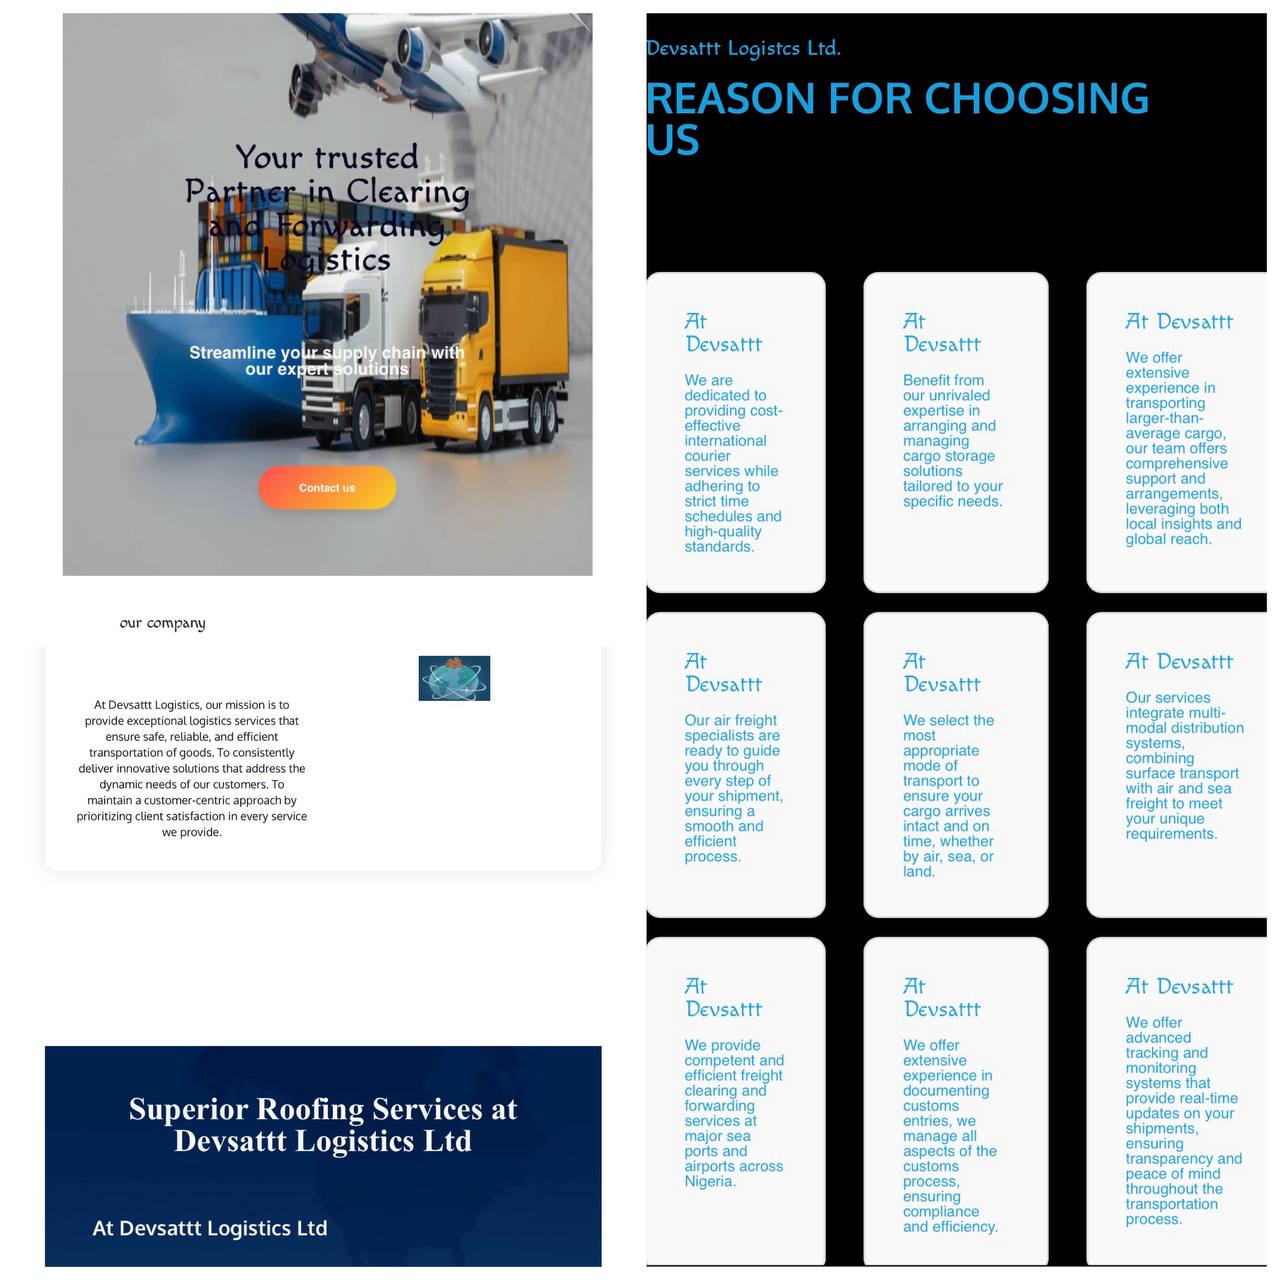 Your trusted
Partner in Clearing
and Forwarding
Logistics
Streamline your supply chain with
our expert solutions
Contact us
our company
At Devsattt Logistics, our mission is to
provide exceptional logistics services that
ensure safe, reliable, and efficient
transportation of goods. To consistently
deliver innovative solutions that address the
dynamic needs of our customers. To
maintain a customer-centric approach by
prioritizing client satisfaction in every service
we provide.
Superior Roofing Services at
Devsattt Logistics Ltd
At Devsattt Logistics Ltd
Devsattt Logistcs Ltd.
REASON FOR CHOOSING
US
At
Devsattt
We are
dedicated to
providing cost-
effective
international
courier
services while
adhering to
strict time
schedules and
high-quality
standards.
At
Devsattt
Benefit from
our unrivaled
expertise in
arranging and
managing
cargo storage
solutions
tailored to your
specific needs.
At Devsattt
We offer
extensive
experience in
transporting
larger-than-
average cargo,
our team offers
comprehensive
support and
arrangements,
leveraging both
local insights and
global reach.
At
Devsattt
Our air freight
specialists are
ready to guide
you through
every step of
your shipment,
ensuring a
smooth and
efficient
process.
At
Devsattt
We select the
most
appropriate
mode of
transport to
ensure your
cargo arrives
intact and on
time, whether
by air, sea, or
land.
At Devsattt
Our services
integrate multi-
modal distribution
systems,
combining
surface transport
with air and sea
freight to meet
your unique
requirements.
At
Devsattt
We provide
competent and
efficient freight
clearing and
forwarding
services at
major sea
ports and
airports across
Nigeria.
At
Devsattt
We offer
extensive
experience in
documenting
customs
entries, we
manage all
aspects of the
customs
process,
ensuring
compliance
and efficiency.
At Devsattt
We offer
advanced
tracking and
monitoring
systems that
provide real-time
updates on your
shipments,
ensuring
transparency and
peace of mind
throughout the
transportation
process.